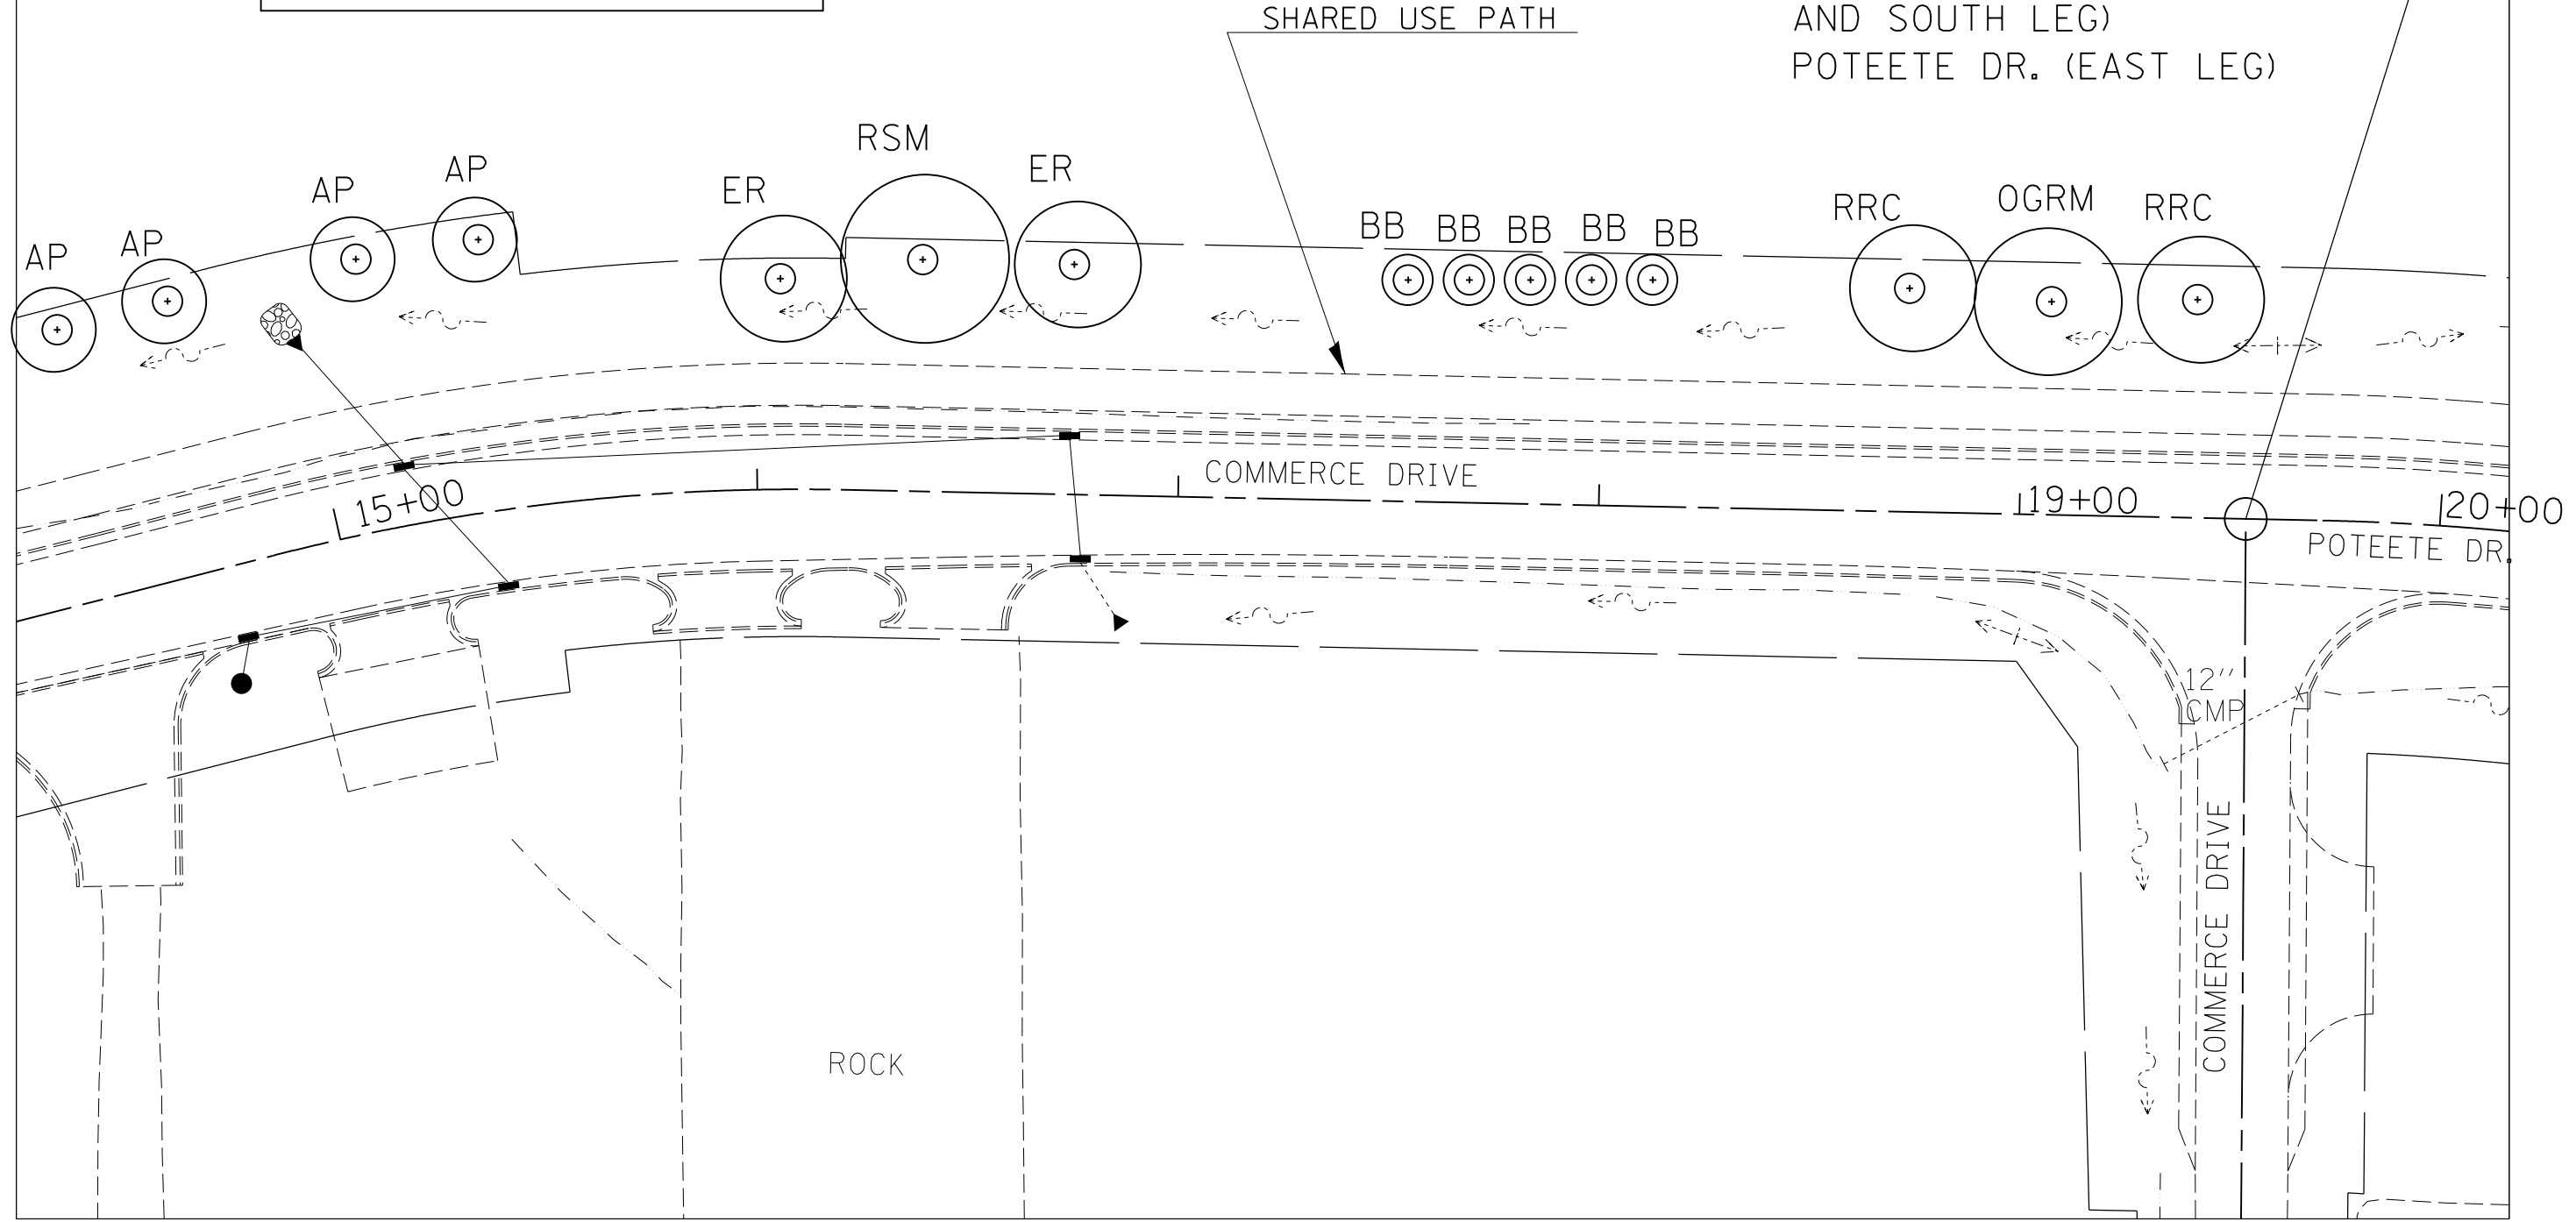 SHARED USE PATH
AND SOUTH LEG)
POTEETE DR. (EAST LEG)
RSM
AP
AP
AP
AP
ER
ER
BB
BB
BB
BB
BB
RRC
OGRM
RRC
COMMERCE DRIVE
15+00
19+00
20+00
POTEETE DR.
12''
CMP
COMMERCE DRIVE
ROCK